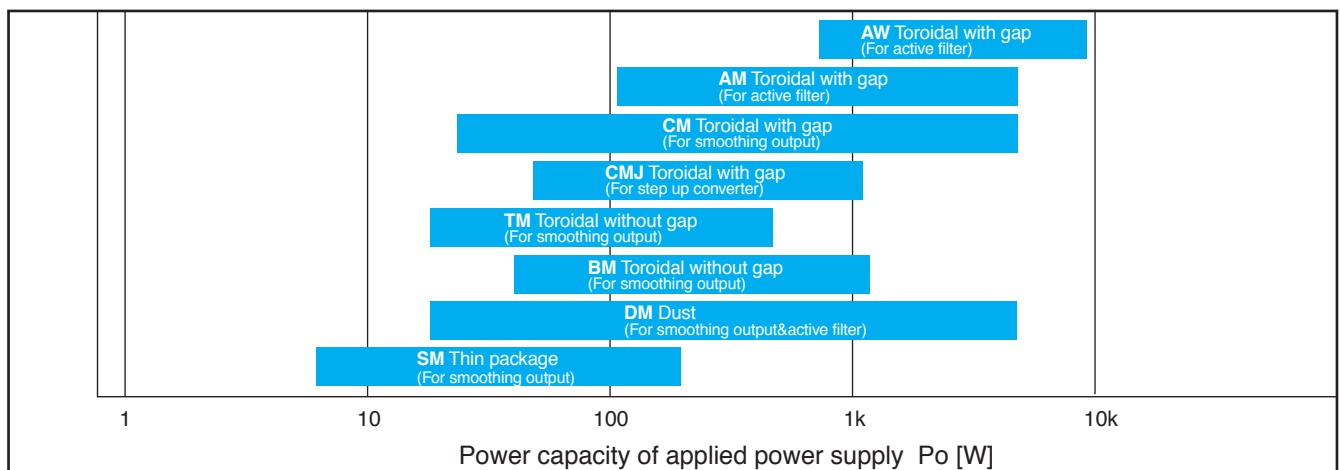 AW Toroidal with gap
(For active filter)
AM Toroidal with gap
(For active filter)
CM Toroidal with gap
(For smoothing output)
CMJ Toroidal with gap
(For step up converter)
TM Toroidal without gap
(For smoothing output)
BM Toroidal without gap
(For smoothing output)
DM Dust
(For smoothing output&active filter)
SM Thin package
(For smoothing output)
1 10 100 1k 10k
Power capacity of applied power supply Po [W]